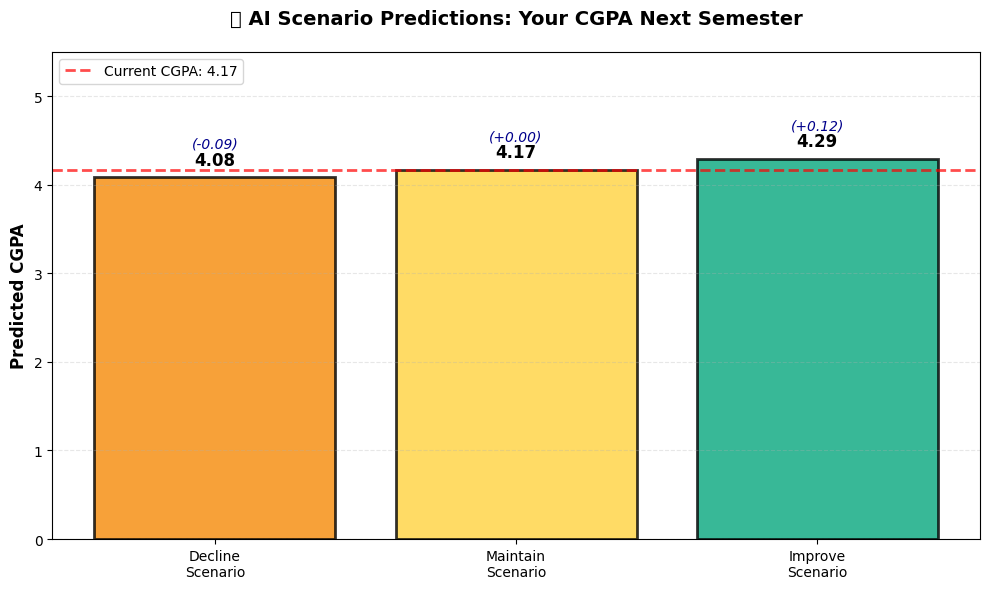 AI Scenario Predictions: Your CGPA Next Semester
Current CGPA: 4.17
Predicted CGPA
5
4
3
2
1
0
(-0.09)
4.08
(+0.00)
4.17
(+0.12)
4.29
Decline
Scenario
Maintain
Scenario
Improve
Scenario